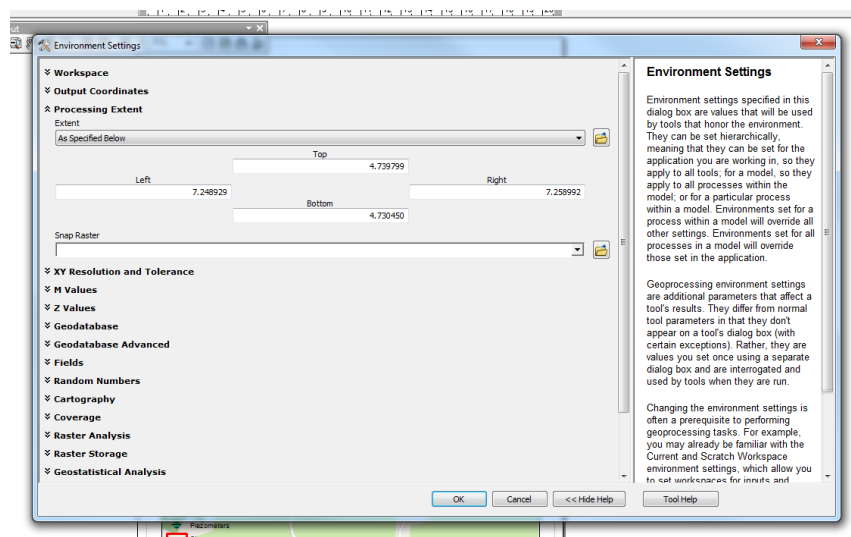 Environment Settings
Workspace
Output Coordinates
Processing Extent
Extent
As Specified Below
Top
4.739799
Left
Right
7.248929
7.258992
Bottom
4.730450
Snap Raster
XY Resolution and Tolerance
M Values
Z Values
Geodatabase
Geodatabase Advanced
Fields
Random Numbers
Cartography
Coverage
Raster Analysis
Raster Storage
Geostatistical Analysis
OK
Cancel
<< Hide Help
Tool Help
Environment Settings
Environment settings specified in this
dialog box are values that will be used
by tools that honor the environment.
They can be set hierarchically,
meaning that they can be set for the
application you are working in, so they
apply to all tools; for a model, so they
apply to all processes within the
model; or for a particular process
within a model. Environments set for a
process within a model will override all
other settings. Environments set for all
processes in a model will override
those set in the application.
Geoprocessing environment settings
are additional parameters that affect a
tool's results. They differ from normal
tool parameters in that they don't
appear on a tool's dialog box (with
certain exceptions). Rather, they are
values you set once using a separate
dialog box and are interrogated and
used by tools when they are run.
Changing the environment settings is
often a prerequisite to performing
geoprocessing tasks. For example,
you may already be familiar with the
Current and Scratch Workspace
environment settings, which allow you
to set workspaces for inputs and
Piezometers